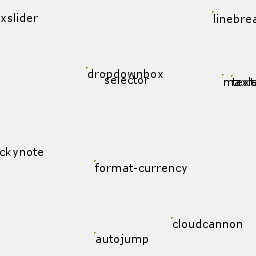 xslider
linebrea
dropdownbox
selector
ckynote
format-currency
cloudcannon
autojump